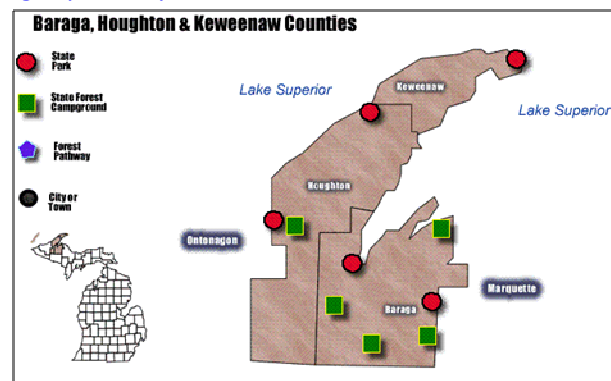 Baraga, Houghton & Keweenaw Counties
State
Park
State Forest
Campground
Forest
Pathway
City or
Town
Lake Superior
Keweenaw
Lake Superior
Houghton
Ontonagon
Marquette
Baraga